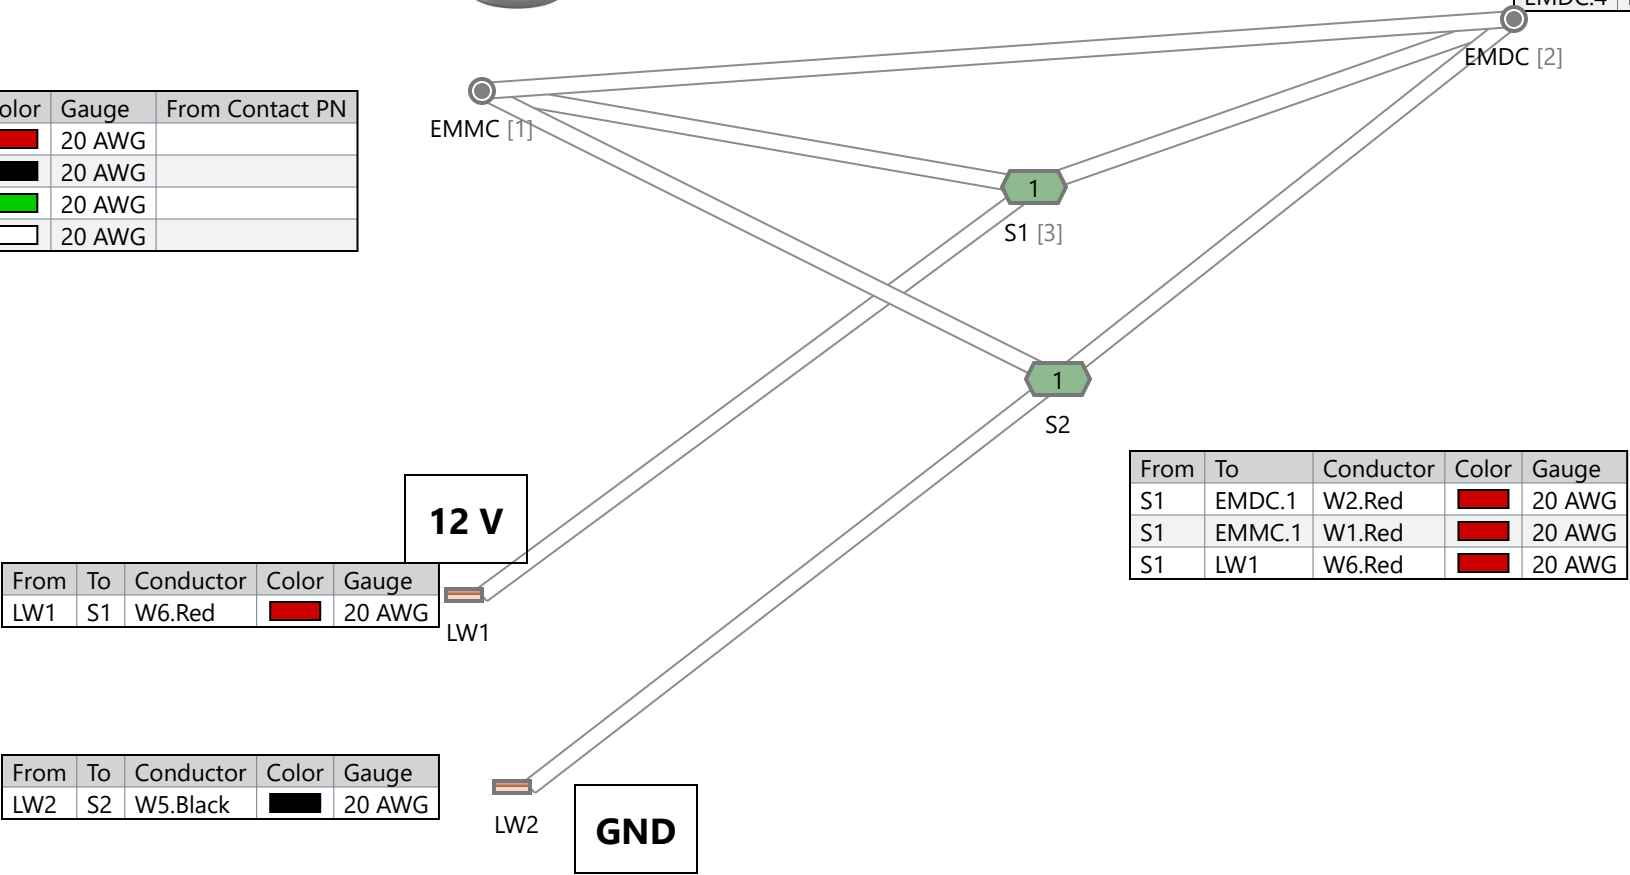 EMDC.4
EMDC [2]
olor Gauge From Contact PN
20 AWG
20 AWG
20 AWG
20 AWG
EMMC [1]
1
S1 [3]
1
S2
12 V
From To Conductor Color Gauge
S1 EMDC.1 W2.Red 20 AWG
S1 EMMC.1 W1.Red 20 AWG
S1 LW1 W6.Red 20 AWG
From To Conductor Color Gauge
LW1 S1 W6.Red 20 AWG
LW1
From To Conductor Color Gauge
LW2 S2 W5.Black 20 AWG
LW2
GND